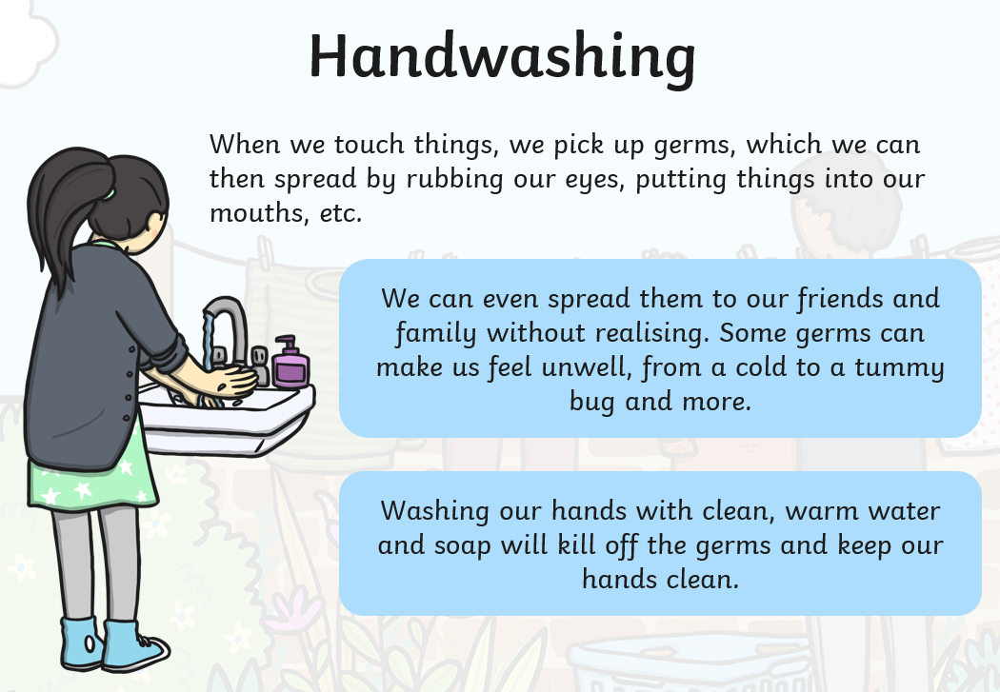 Handwashing
When we touch things, we pick up germs, which we can
then spread by rubbing our eyes, putting things into our
mouths, etc.
We can even spread them to our friends and
family without realising. Some germs can
make us feel unwell, from a cold to a tummy
bug and more.
Washing our hands with clean, warm water
and soap will kill off the germs and keep our
hands clean.